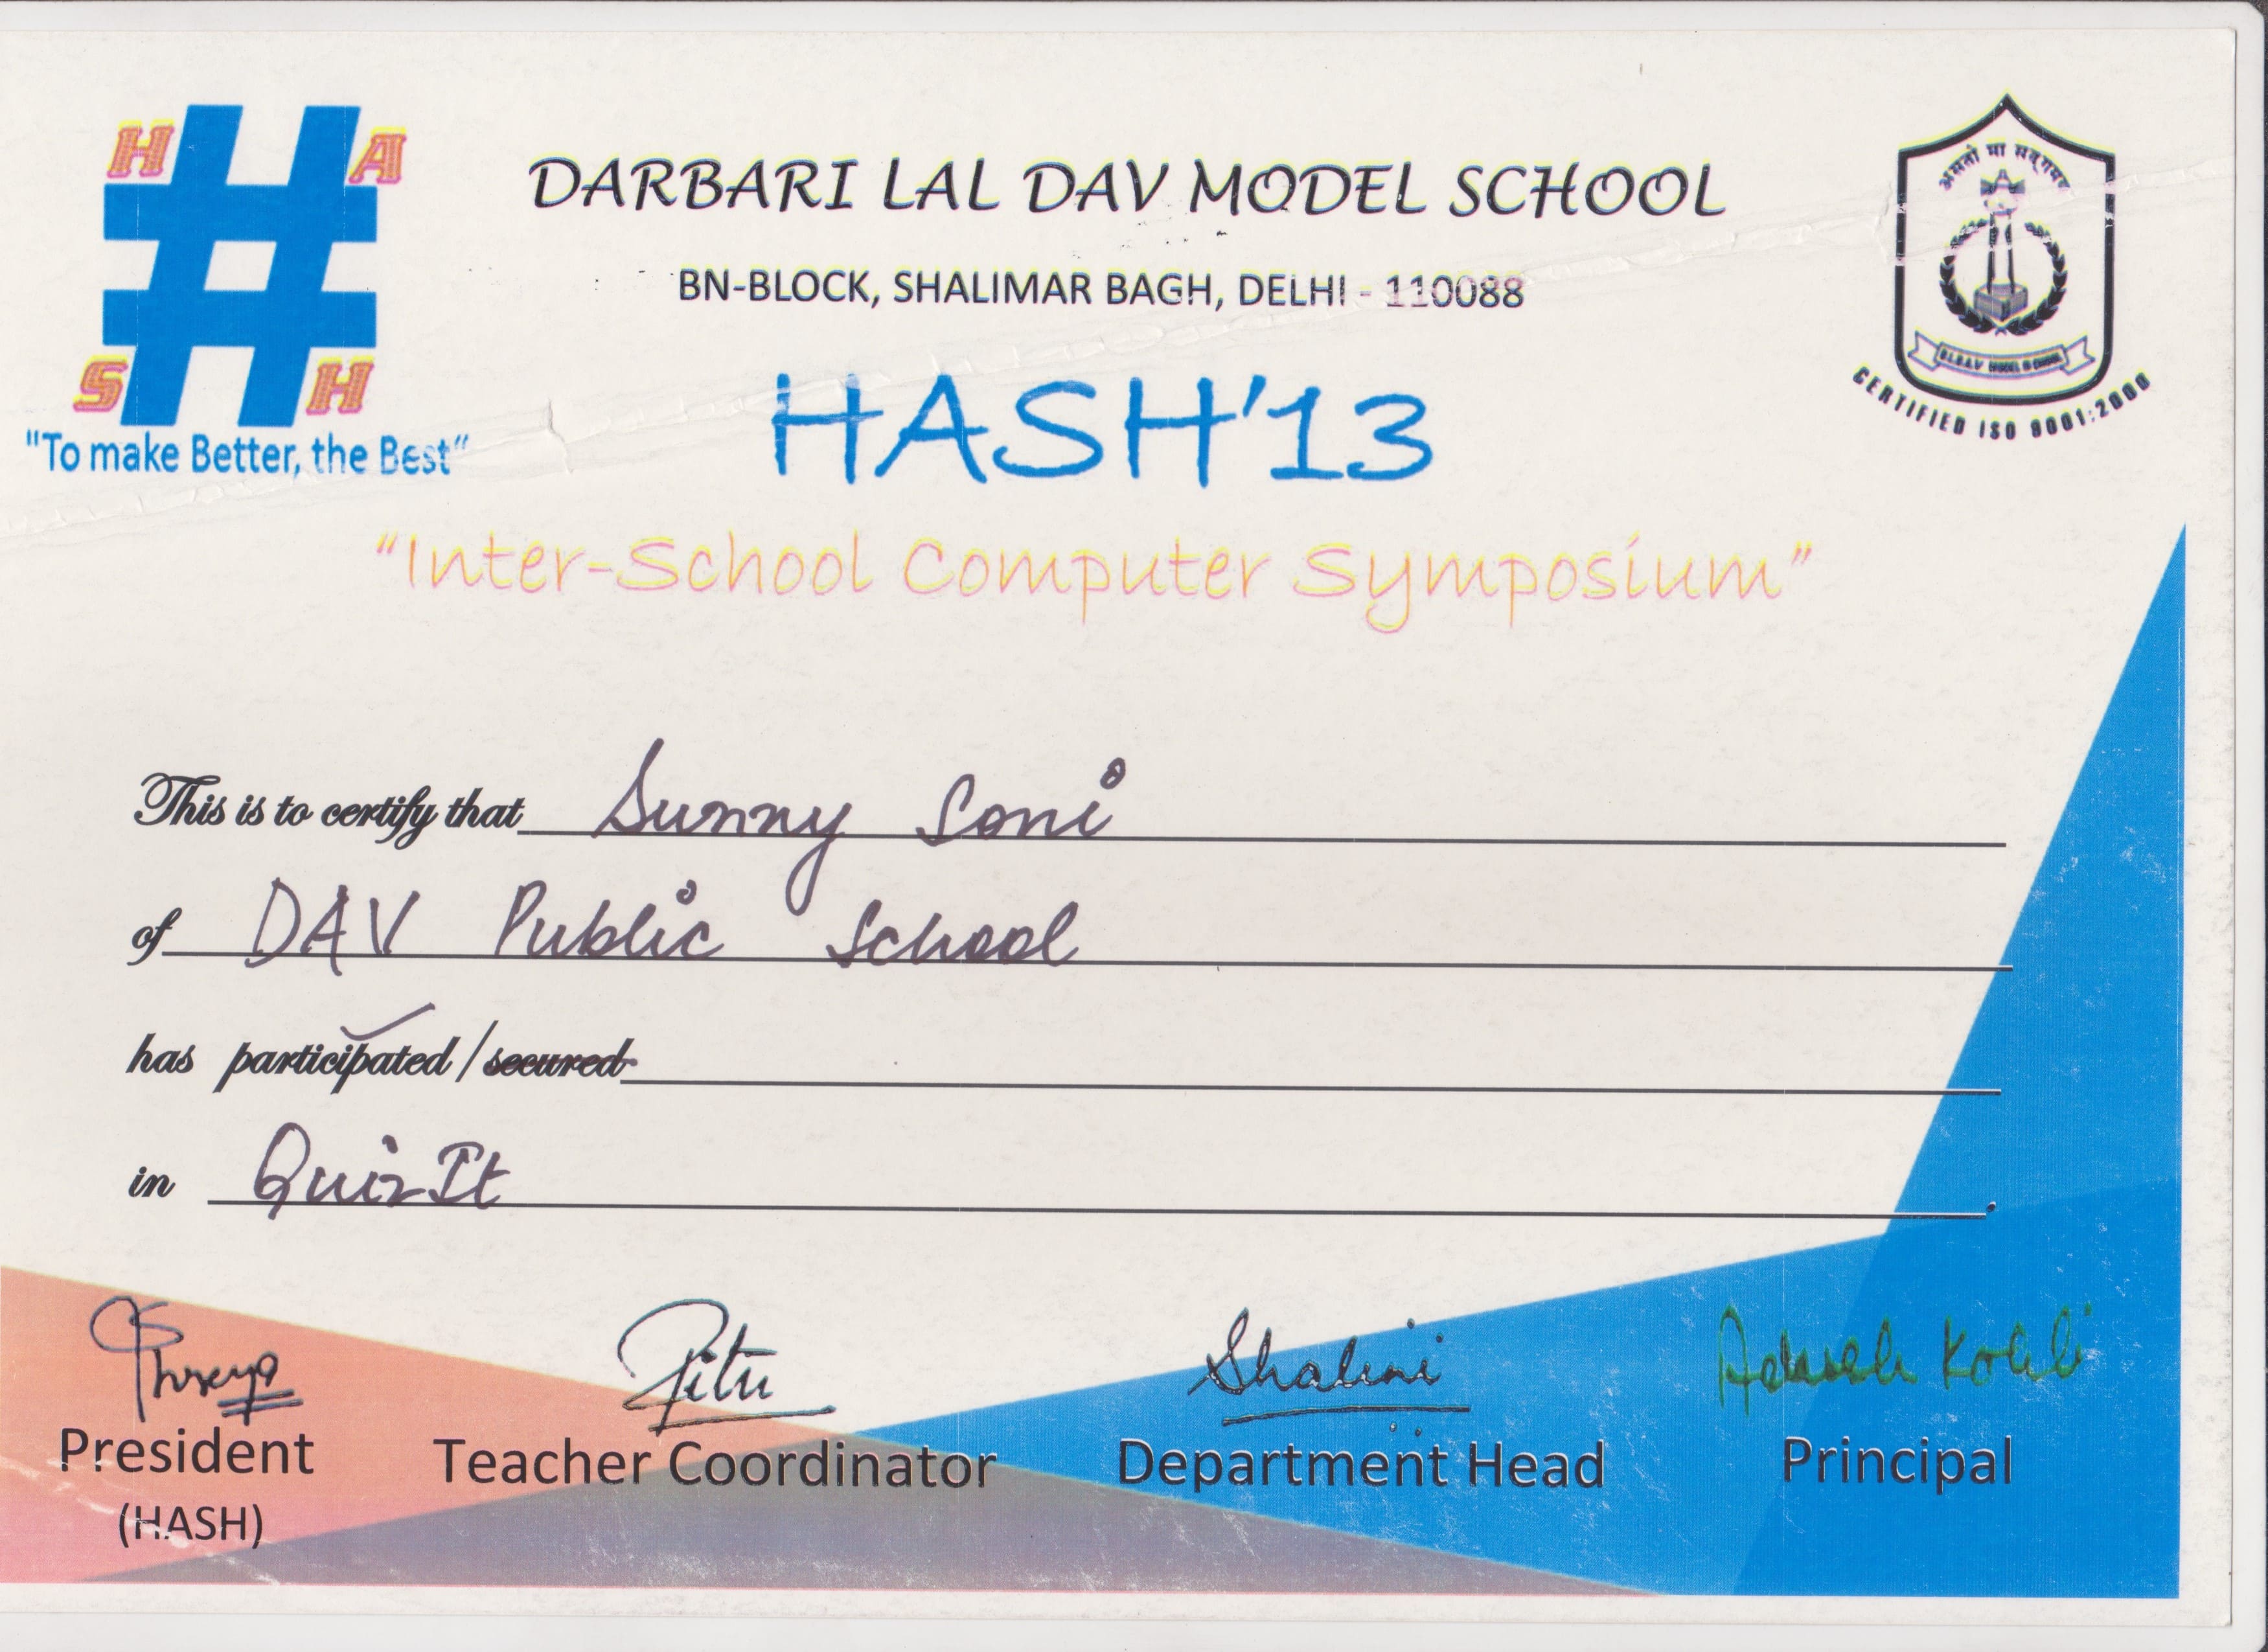 H A
S H
"To make Better, the Best"
DARBARI LAL DAV MODEL SCHOOL
BN-BLOCK, SHALIMAR BAGH, DELHI - 110088
HASH'13
"Inter-School Computer Symposium"
असतो मा सद्गमय
D.L.D.A.V MODEL SCHOOL
CERTIFIED ISO 9001:2000
This is to certify that Sunny Soni
of DAV Public School
has participated / secured
in Quiz It.
Shreya Ritu Shalini Adarsh Kohli
President Teacher Coordinator Department Head Principal
(HASH)